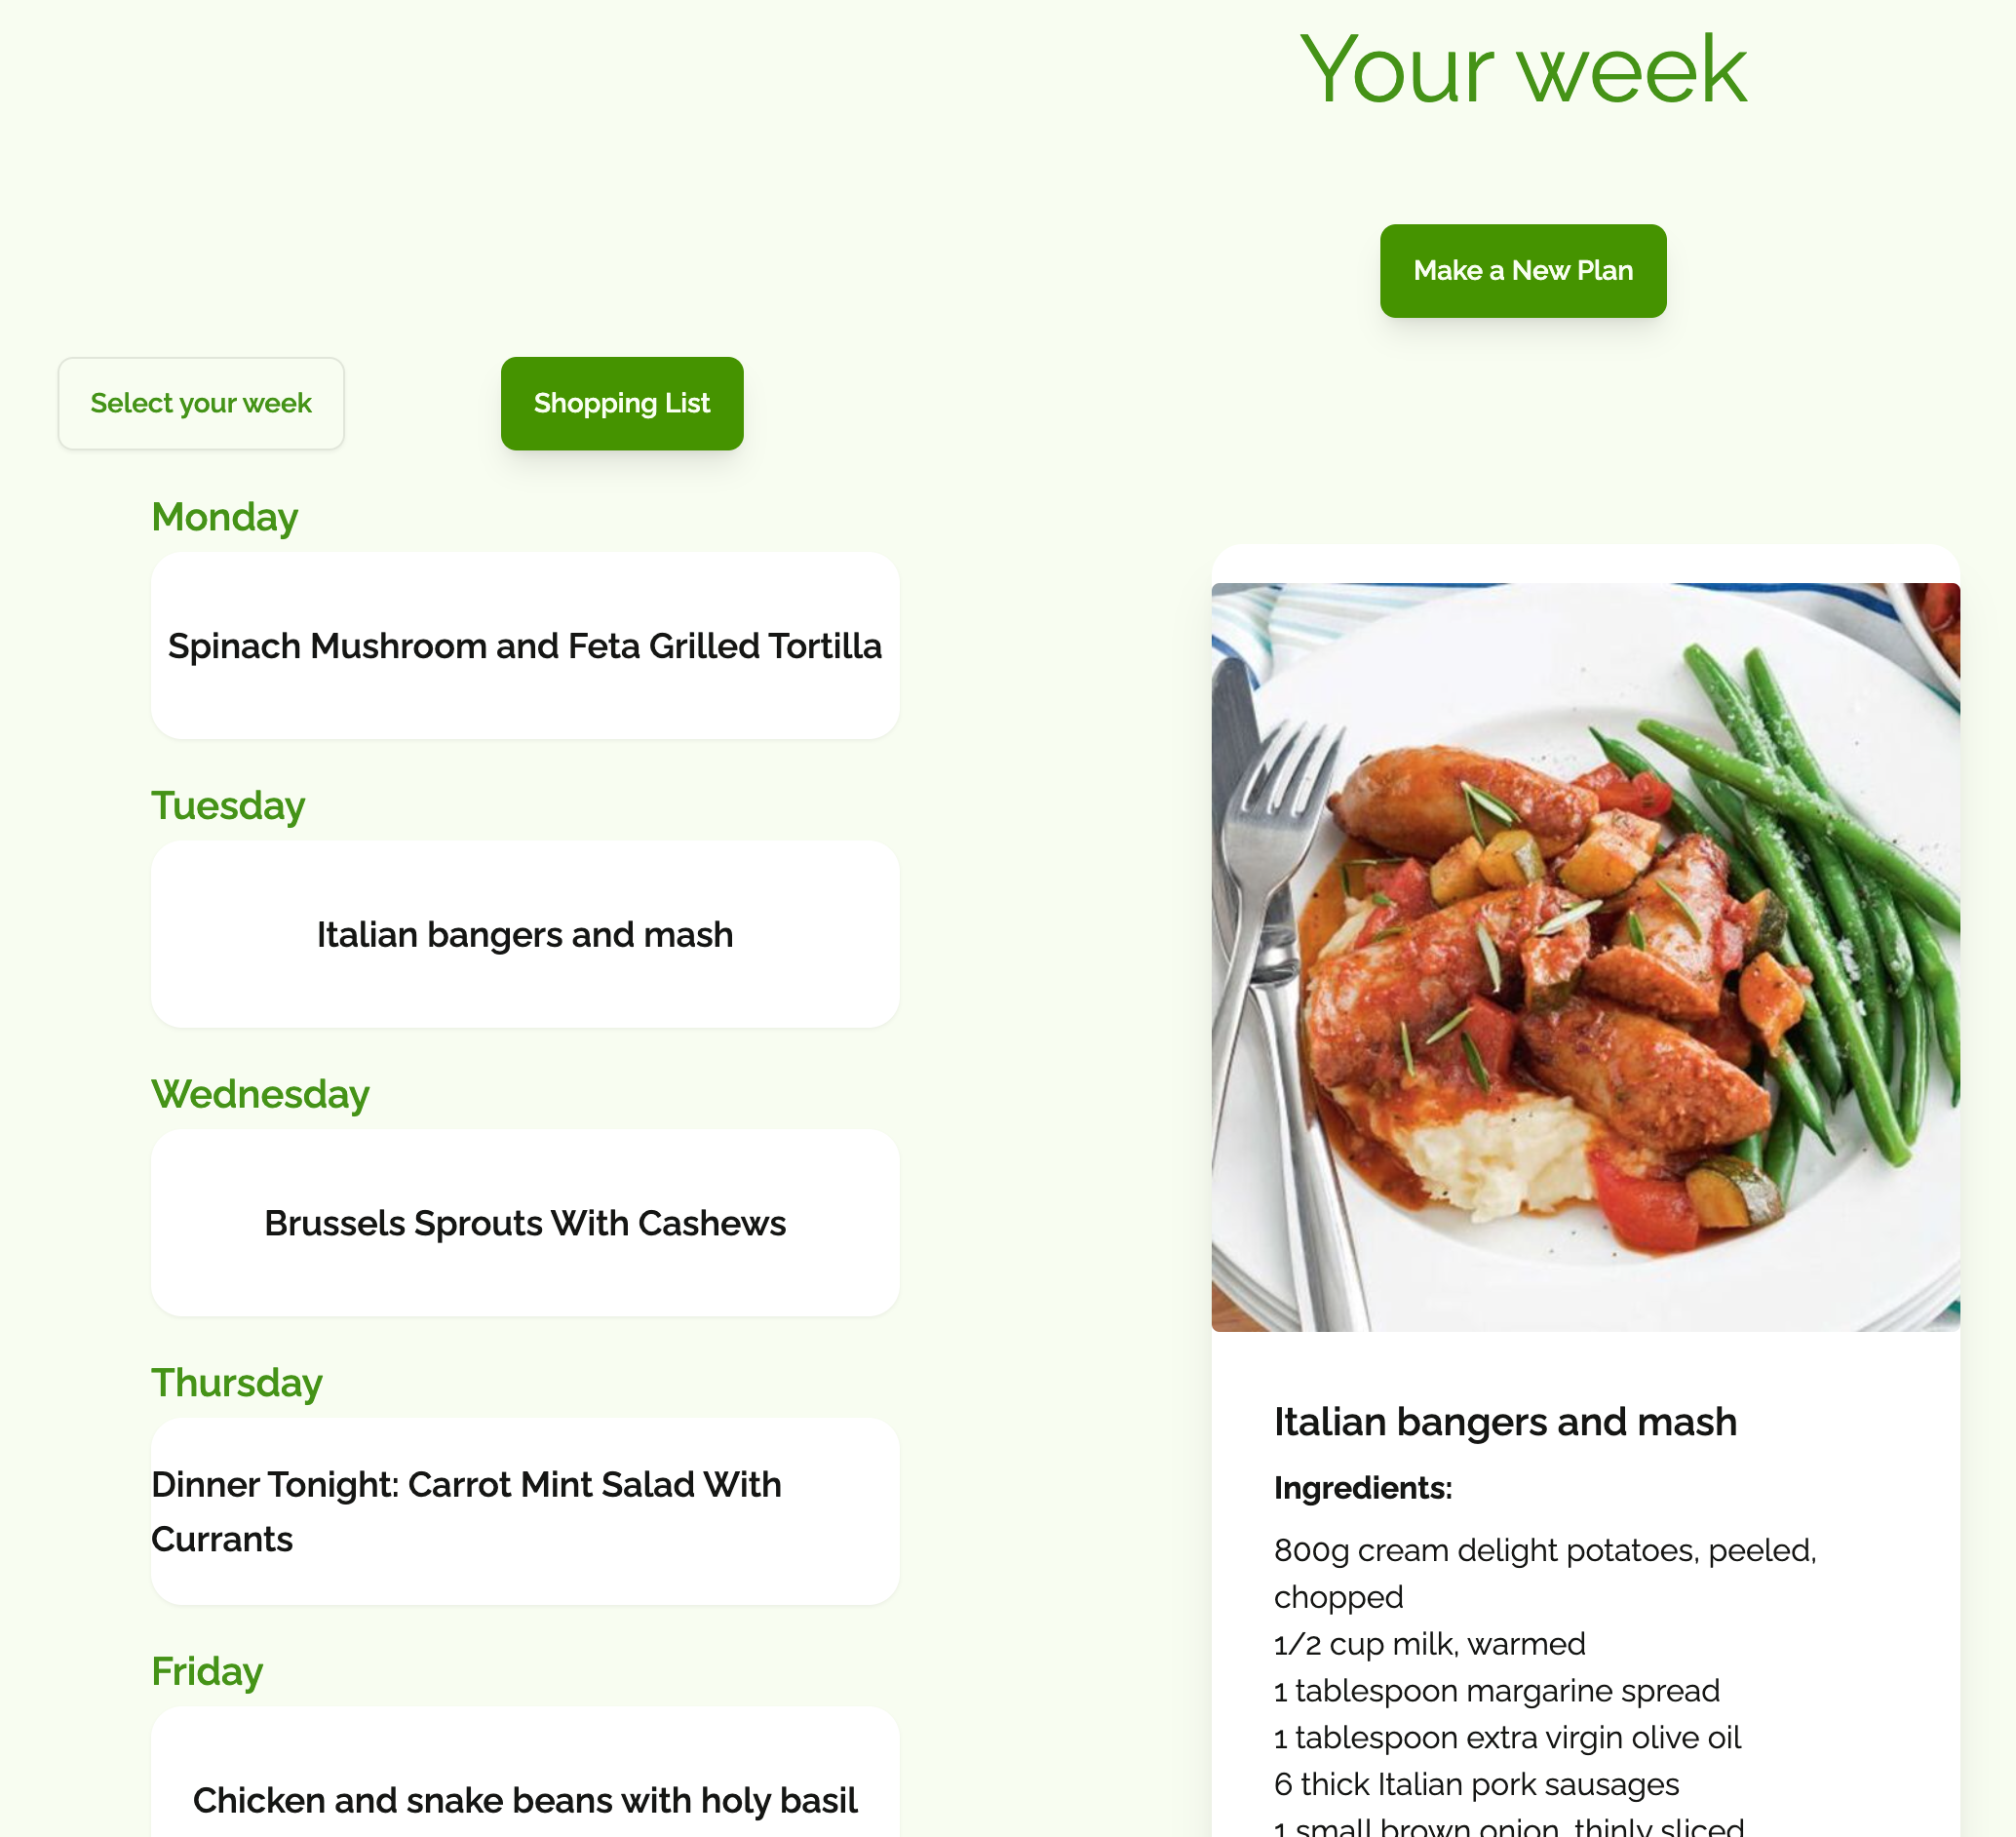 Your week
Make a New Plan
Select your week
Shopping List
Monday
Spinach Mushroom and Feta Grilled Tortilla
Tuesday
Italian bangers and mash
Wednesday
Brussels Sprouts With Cashews
Thursday
Dinner Tonight: Carrot Mint Salad With
Currants
Friday
Chicken and snake beans with holy basil
Italian bangers and mash
Ingredients:
800g cream delight potatoes, peeled,
chopped
1/2 cup milk, warmed
1 tablespoon margarine spread
1 tablespoon extra virgin olive oil
6 thick Italian pork sausages
1 small brown onion, thinly sliced